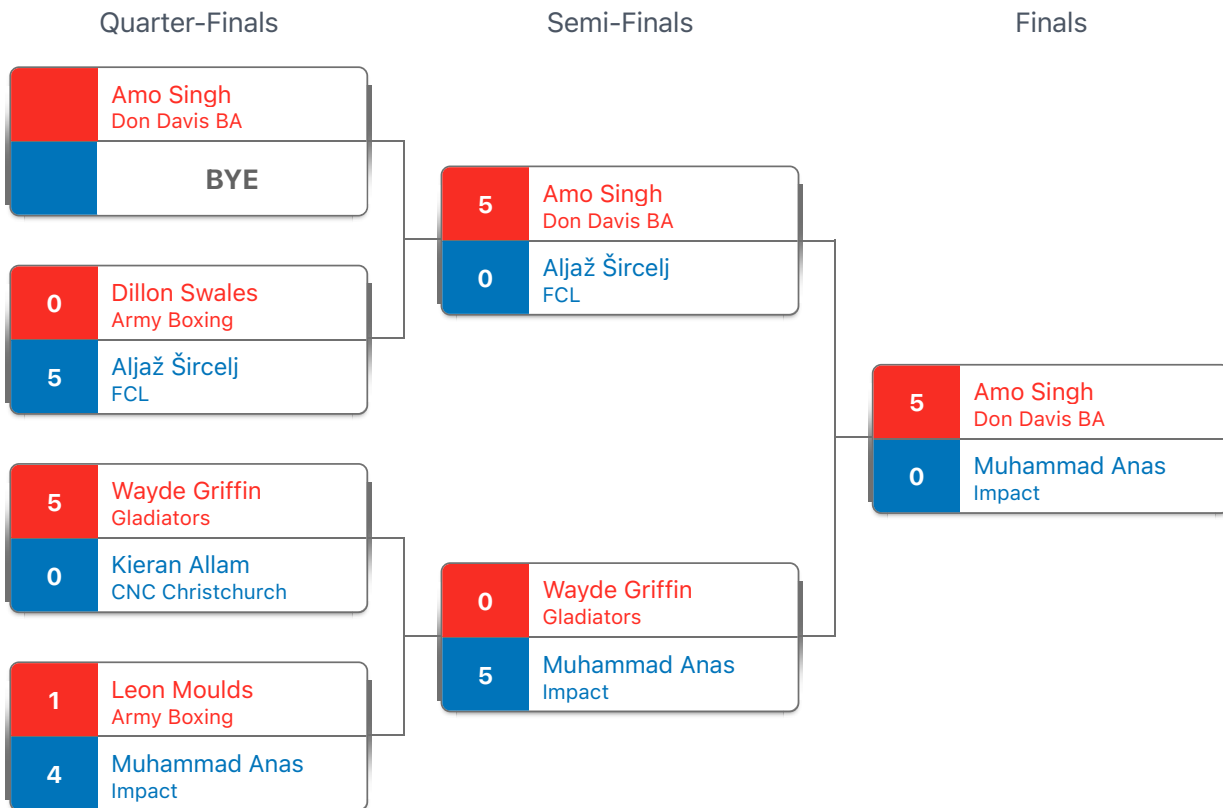 Quarter-Finals
Semi-Finals
Finals
Amo Singh
Don Davis BA
BYE
0
Dillon Swales
Army Boxing
5
Aljaž Šircelj
FCL
5
Wayde Griffin
Gladiators
0
Kieran Allam
CNC Christchurch
1
Leon Moulds
Army Boxing
4
Muhammad Anas
Impact
5
Amo Singh
Don Davis BA
0
Aljaž Šircelj
FCL
0
Wayde Griffin
Gladiators
5
Muhammad Anas
Impact
5
Amo Singh
Don Davis BA
0
Muhammad Anas
Impact